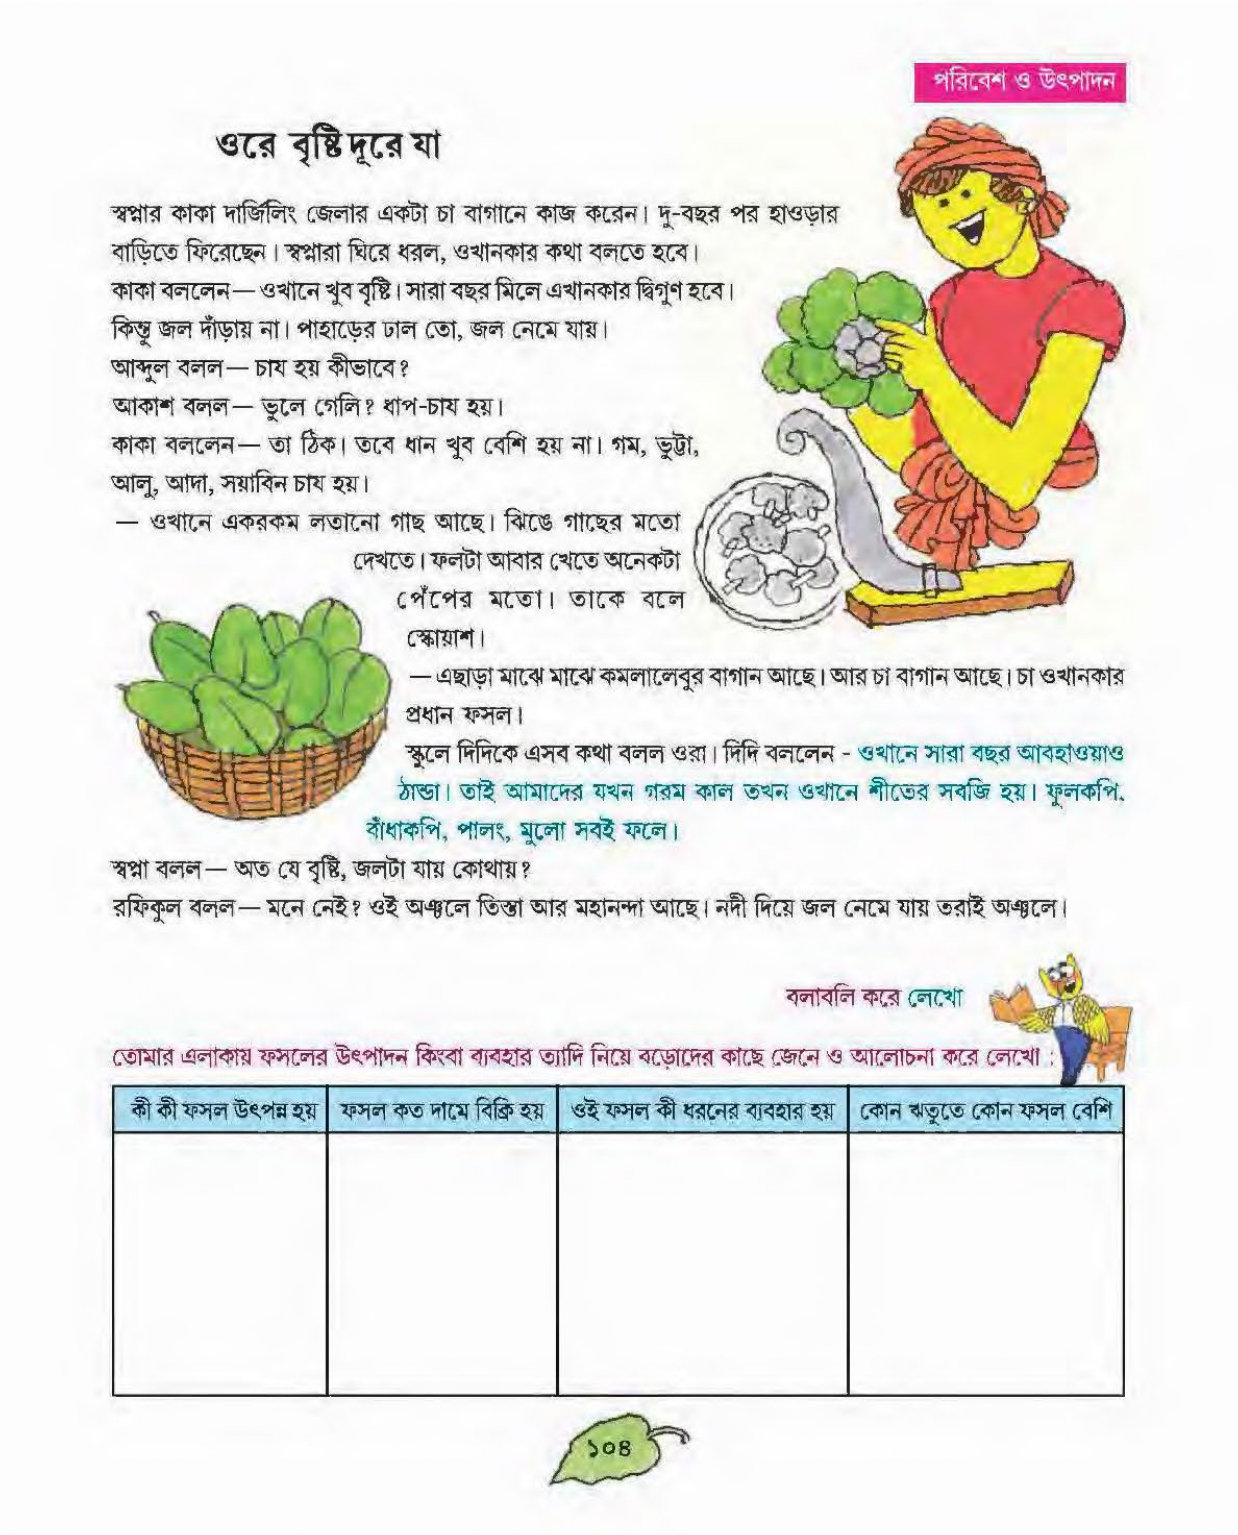 পরিবেশ ও উৎপাদন
ওরে বৃষ্টি দূরে যা
স্বপ্নার কাকা দার্জিলিং জেলার একটা চা বাগানে কাজ করেন। দু-বছর পর হাওড়ার
বাড়িতে ফিরেছেন। স্বপ্নারা ঘিরে ধরল, ওখানকার কথা বলতে হবে।
কাকা বললেন— ওখানে খুব বৃষ্টি। সারা বছর মিলে এখানকার দ্বিগুণ হবে।
কিন্তু জল দাঁড়ায় না। পাহাড়ের ঢাল তো, জল নেমে যায়।
আব্দুল বলল— চাষ হয় কীভাবে?
আকাশ বলল— ভুলে গেলি? ধাপ-চাষ হয়।
কাকা বললেন— তা ঠিক। তবে ধান খুব বেশি হয় না। গম, ভুট্টা,
আলু, আদা, সয়াবিন চাষ হয়।
— ওখানে একরকম লতানো গাছ আছে। ঝিঙে গাছের মতো
দেখতে। ফলটা আবার খেতে অনেকটা
পেঁপের মতো। তাকে বলে
স্কোয়াশ।
— এছাড়া মাঝে মাঝে কমলালেবুর বাগান আছে। আর চা বাগান আছে। চা ওখানকার
প্রধান ফসল।
স্কুলে দিদিকে এসব কথা বলল ওরা। দিদি বললেন - ওখানে সারা বছর আবহাওয়াও
ঠান্ডা। তাই আমাদের যখন গরম কাল তখন ওখানে শীতের সবজি হয়। ফুলকপি,
বাঁধাকপি, পালং, মুলো সবই ফলে।
স্বপ্না বলল— অত যে বৃষ্টি, জলটা যায় কোথায়?
রফিকুল বলল— মনে নেই? ওই অঞ্চলে তিস্তা আর মহানন্দা আছে। নদী দিয়ে জল নেমে যায় তরাই অঞ্চলে।
বলাবলি করে লেখো
তোমার এলাকায় ফসলের উৎপাদন কিংবা ব্যবহার ত্যাদি নিয়ে বড়োদের কাছে জেনে ও আলোচনা করে লেখো :
কী কী ফসল উৎপন্ন হয় ফসল কত দামে বিক্রি হয় ওই ফসল কী ধরনের ব্যবহার হয় কোন ঋতুতে কোন ফসল বেশি
১০৪